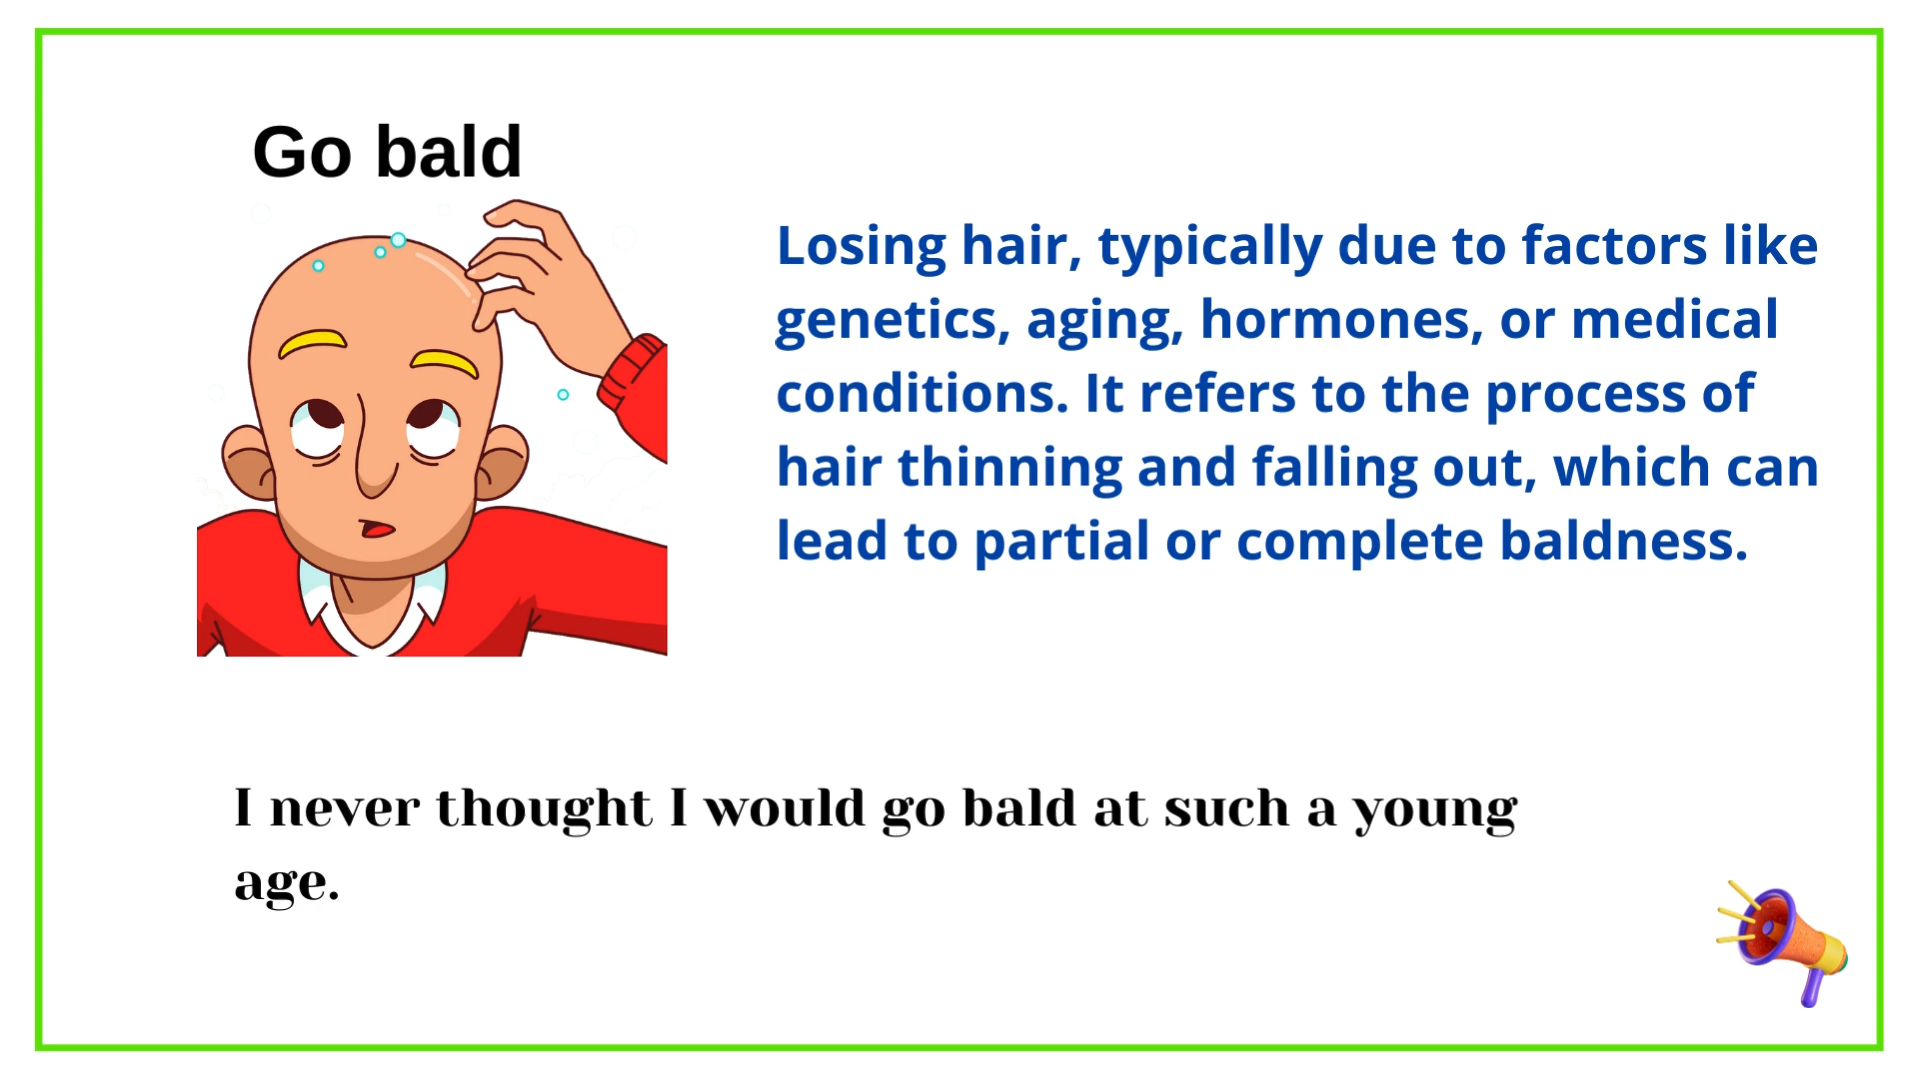 Go bald
Losing hair, typically due to factors like
genetics, aging, hormones, or medical
conditions. It refers to the process of
hair thinning and falling out, which can
lead to partial or complete baldness.
I never thought I would go bald at such a young
age.